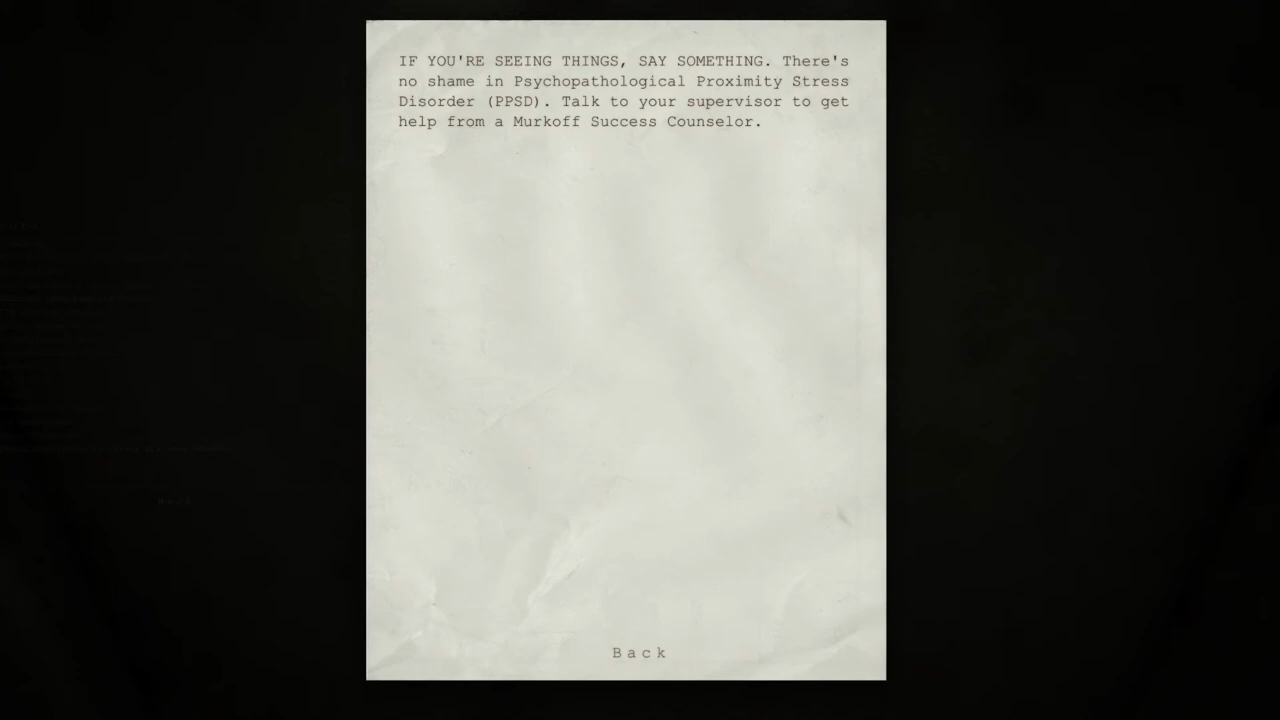 IF YOU'RE SEEING THINGS, SAY SOMETHING. There's
no shame in Psychopathological Proximity Stress
Disorder (PPSD). Talk to your supervisor to get
help from a Murkoff Success Counselor.
Back